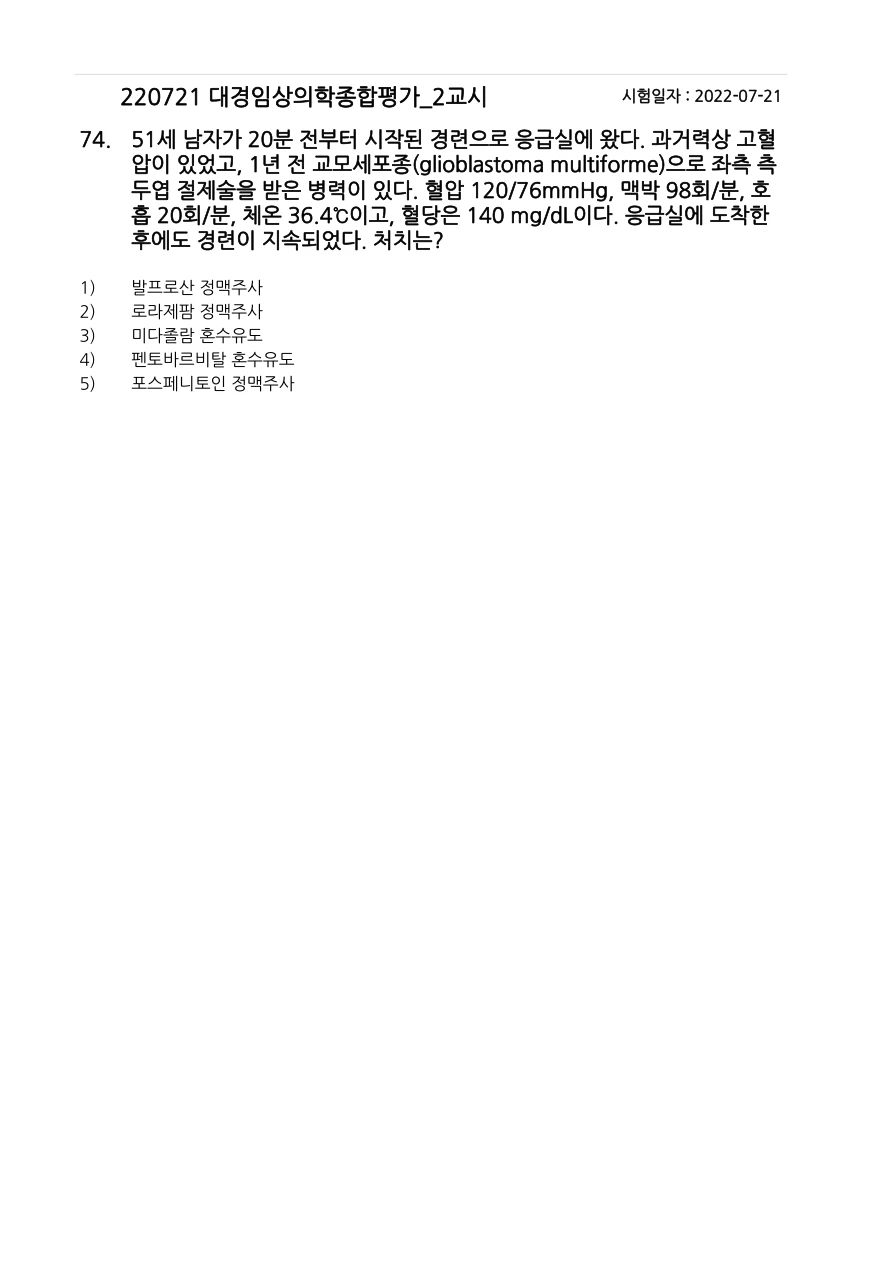 220721 대경임상의학종합평가_2교시 시험일자 : 2022-07-21
74. 51세 남자가 20분 전부터 시작된 경련으로 응급실에 왔다. 과거력상 고혈
압이 있었고, 1년 전 교모세포종(glioblastoma multiforme)으로 좌측 측
두엽 절제술을 받은 병력이 있다. 혈압 120/76mmHg, 맥박 98회/분, 호
흡 20회/분, 체온 36.4℃이고, 혈당은 140 mg/dL이다. 응급실에 도착한
후에도 경련이 지속되었다. 처치는?
1) 발프로산 정맥주사
2) 로라제팜 정맥주사
3) 미다졸람 혼수유도
4) 펜토바르비탈 혼수유도
5) 포스페니토인 정맥주사